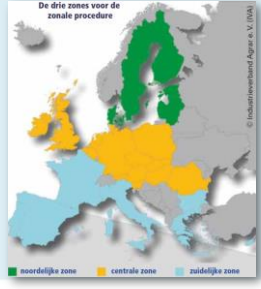 De drie zones voor de
zonale procedure
© Industrieverband Agrar e. V. (IVA)
noordelijke zone
centrale zone
zuidelijke zone